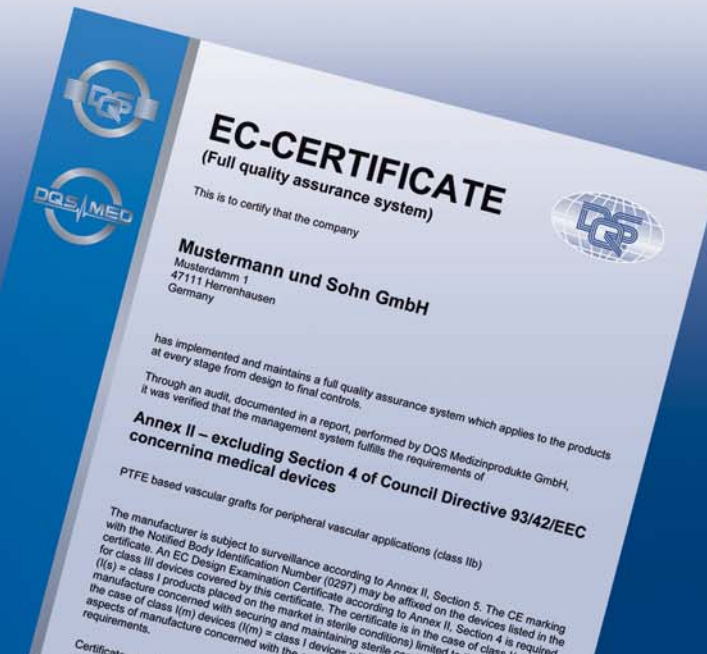 DQS
DQS MED
EC-CERTIFICATE
(Full quality assurance system)
DQS
This is to certify that the company
Mustermann und Sohn GmbH
Musterdamm 1
47111 Herrenhausen
Germany
has implemented and maintains a full quality assurance system which applies to the products
at every stage from design to final controls.
Through an audit, documented in a report, performed by DQS Medizinprodukte GmbH,
it was verified that the management system fulfills the requirements of
Annex II – excluding Section 4 of Council Directive 93/42/EEC
concerning medical devices
PTFE based vascular grafts for peripheral vascular applications (class IIb)
The manufacturer is subject to surveillance according to Annex II, Section 5. The CE marking
with the Notified Body Identification Number (0297) may be affixed on the devices listed in the
certificate. An EC Design Examination Certificate according to Annex II, Section 4 is required
for class III devices covered by this certificate. The certificate is in the case of class
(I(s) = class I products placed on the market in sterile conditions) limited to
manufacture concerned with securing and maintaining sterile
the case of class I(m) devices (I(m) = class I devices
aspects of manufacture concerned with the
requirements.